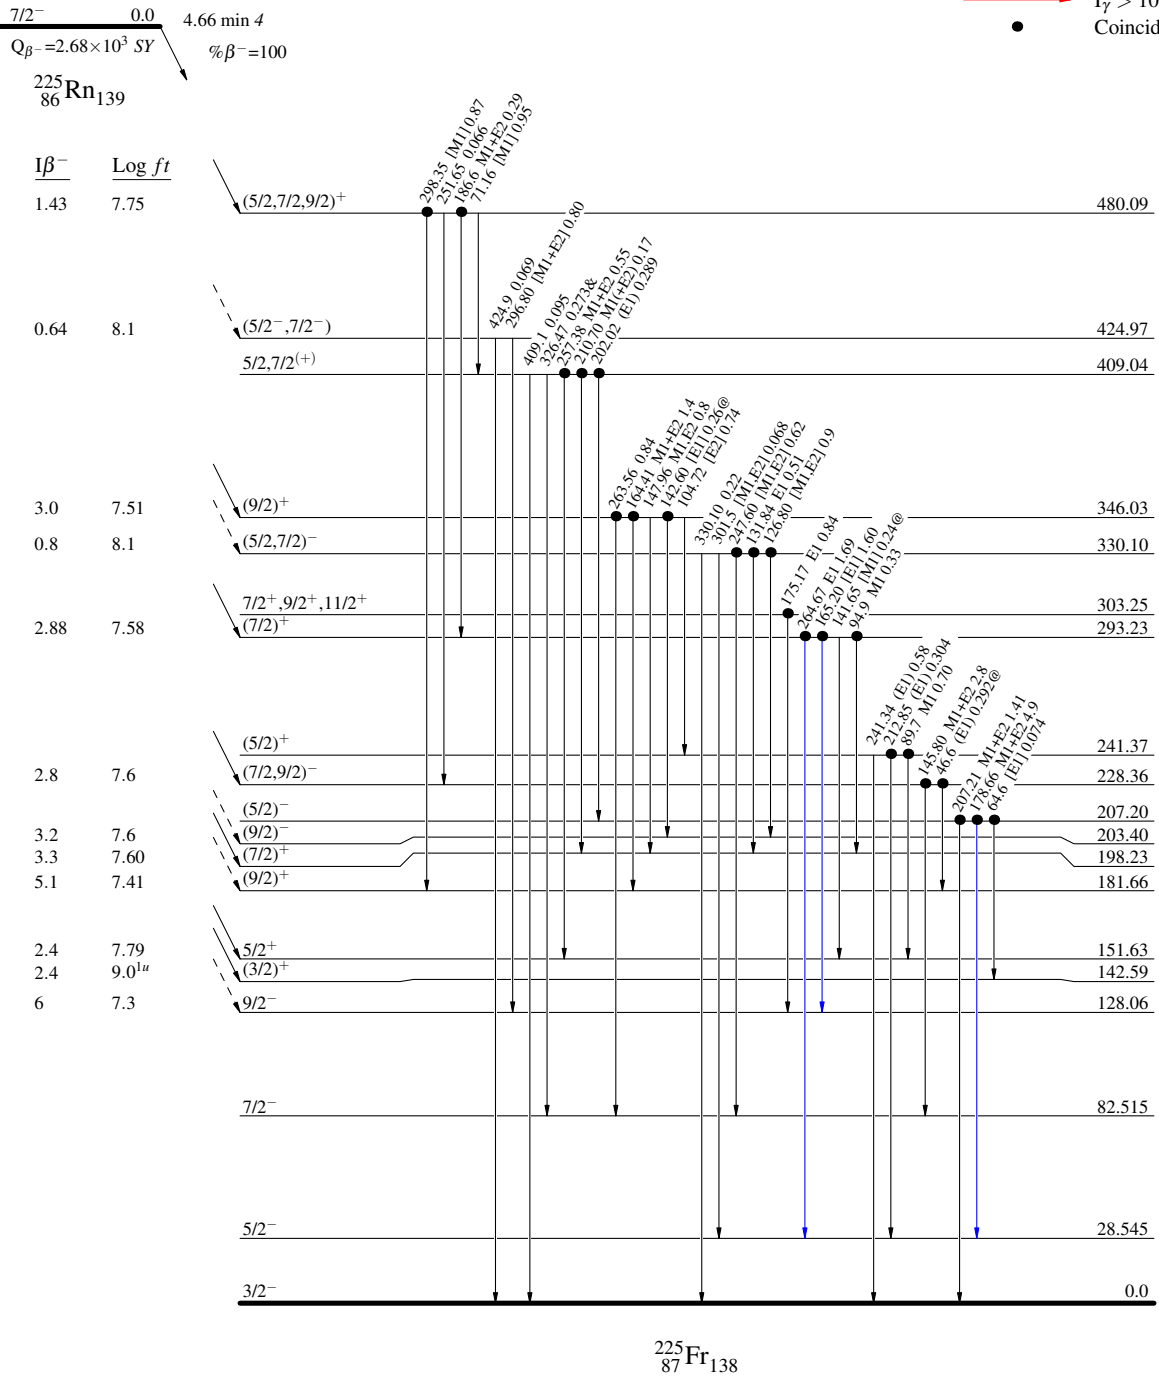 7/2⁻ 0.0 4.66 min 4
Q_β⁻=2.68×10³ SY %β⁻=100
²²⁵₈₆Rn₁₃₉
I_γ > 10
● Coincid
Iβ⁻ Log ft
298.35 [M1] 0.87
251.65 0.066
186.6 M1+E2 0.29
71.16 [M1] 0.95
1.43 7.75 (5/2,7/2,9/2)⁺ 480.09
424.9 0.069
296.80 [M1+E2] 0.80
0.64 8.1 (5/2⁻,7/2⁻) 424.97
409.1 0.095
326.47 0.273&
257.38 M1+E2 0.55
210.70 M1(+E2) 0.17
202.02 (E1) 0.289
5/2,7/2⁽⁺⁾ 409.04
263.56 0.84
164.41 M1+E2 1.4
147.96 M1,E2 0.8
142.60 [E1] 0.26@
104.72 [E2] 0.74
3.0 7.51 (9/2)⁺ 346.03
330.10 0.22
301.5 [M1,E2] 0.068
247.60 [M1,E2] 0.62
131.84 E1 0.51
126.80 [M1,E2] 0.9
0.8 8.1 (5/2,7/2)⁻ 330.10
175.17 E1 0.84
7/2⁺,9/2⁺,11/2⁺ 303.25
264.67 E1 1.69
165.20 [E1] 1.60
141.65 [M1] 0.24@
94.9 M1 0.33
2.88 7.58 (7/2)⁺ 293.23
241.34 (E1) 0.58
212.85 (E1) 0.304
89.7 M1 0.70
(5/2)⁺ 241.37
145.80 M1+E2 2.8
46.6 (E1) 0.292@
2.8 7.6 (7/2,9/2)⁻ 228.36
207.21 M1+E2 1.41
178.66 M1+E2 4.9
64.6 [E1] 0.074
(5/2)⁻ 207.20
3.2 7.6 (9/2)⁻ 203.40
3.3 7.60 (7/2)⁺ 198.23
5.1 7.41 (9/2)⁺ 181.66
2.4 7.79 5/2⁺ 151.63
2.4 9.0¹ᵘ (3/2)⁺ 142.59
6 7.3 9/2⁻ 128.06
7/2⁻ 82.515
5/2⁻ 28.545
3/2⁻ 0.0
²²⁵₈₇Fr₁₃₈